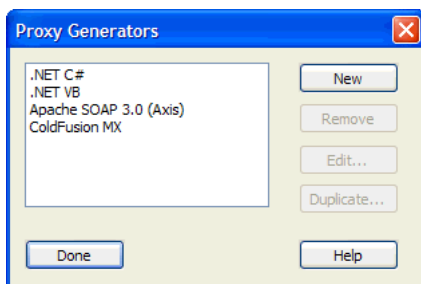 Proxy Generators
.NET C#
.NET VB
Apache SOAP 3.0 (Axis)
ColdFusion MX
New
Remove
Edit...
Duplicate...
Done
Help